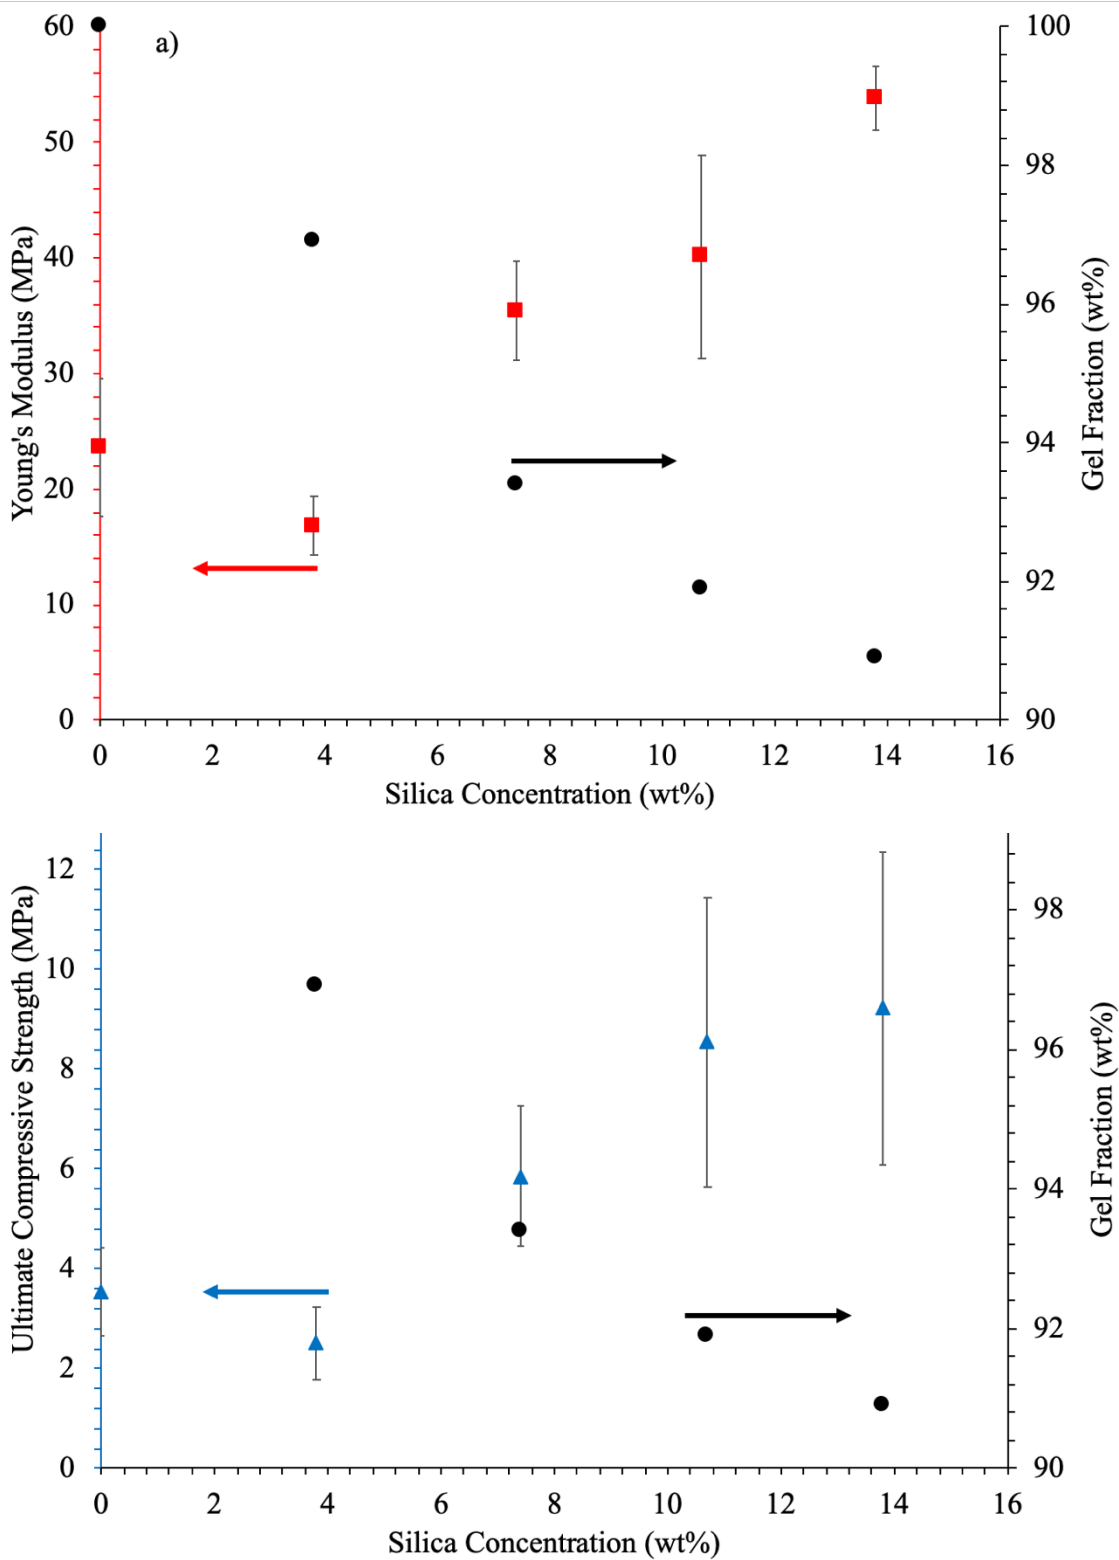 a)
60
50
40
30
20
10
0
Young's Modulus (MPa)
100
98
96
94
92
90
Gel Fraction (wt%)
0 2 4 6 8 10 12 14 16
Silica Concentration (wt%)
12
10
8
6
4
2
0
Ultimate Compressive Strength (MPa)
98
96
94
92
90
Gel Fraction (wt%)
0 2 4 6 8 10 12 14 16
Silica Concentration (wt%)